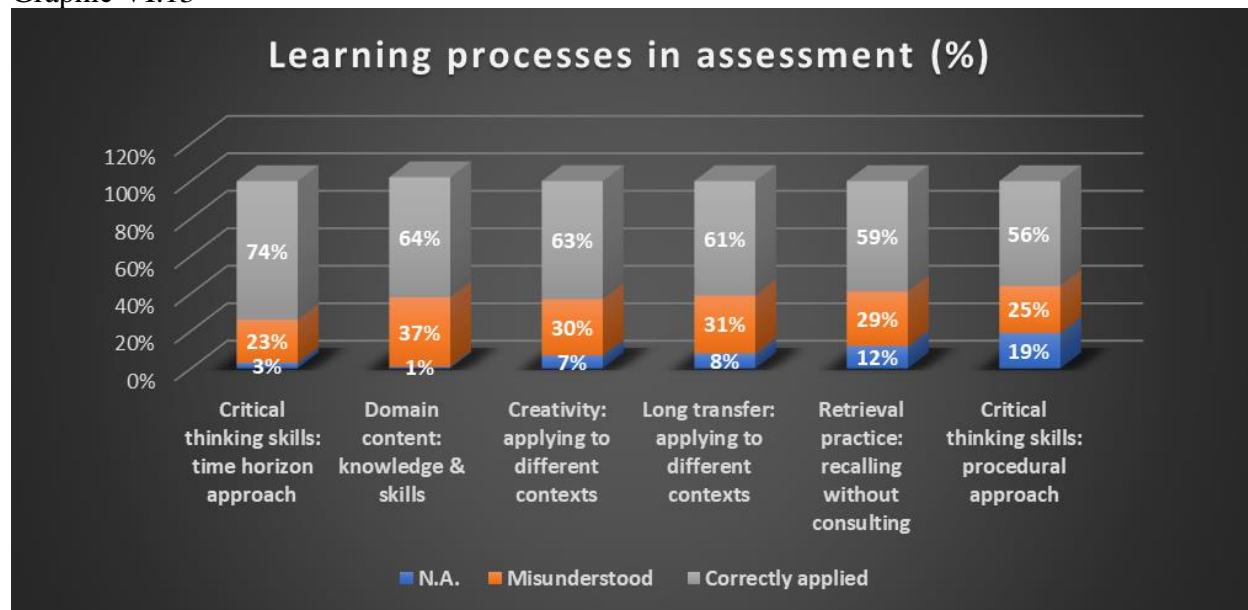 Graphic VI.13
Learning processes in assessment (%)
120%
100%
80%
60%
40%
20%
0%
74%
23%
3%
64%
37%
1%
63%
30%
7%
61%
31%
8%
59%
29%
12%
56%
25%
19%
Critical
thinking skills:
time horizon
approach
Domain
content:
knowledge &
skills
Creativity:
applying to
different
contexts
Long transfer:
applying to
different
contexts
Retrieval
practice:
recalling
without
consulting
Critical
thinking skills:
procedural
approach
N.A. Misunderstood Correctly applied